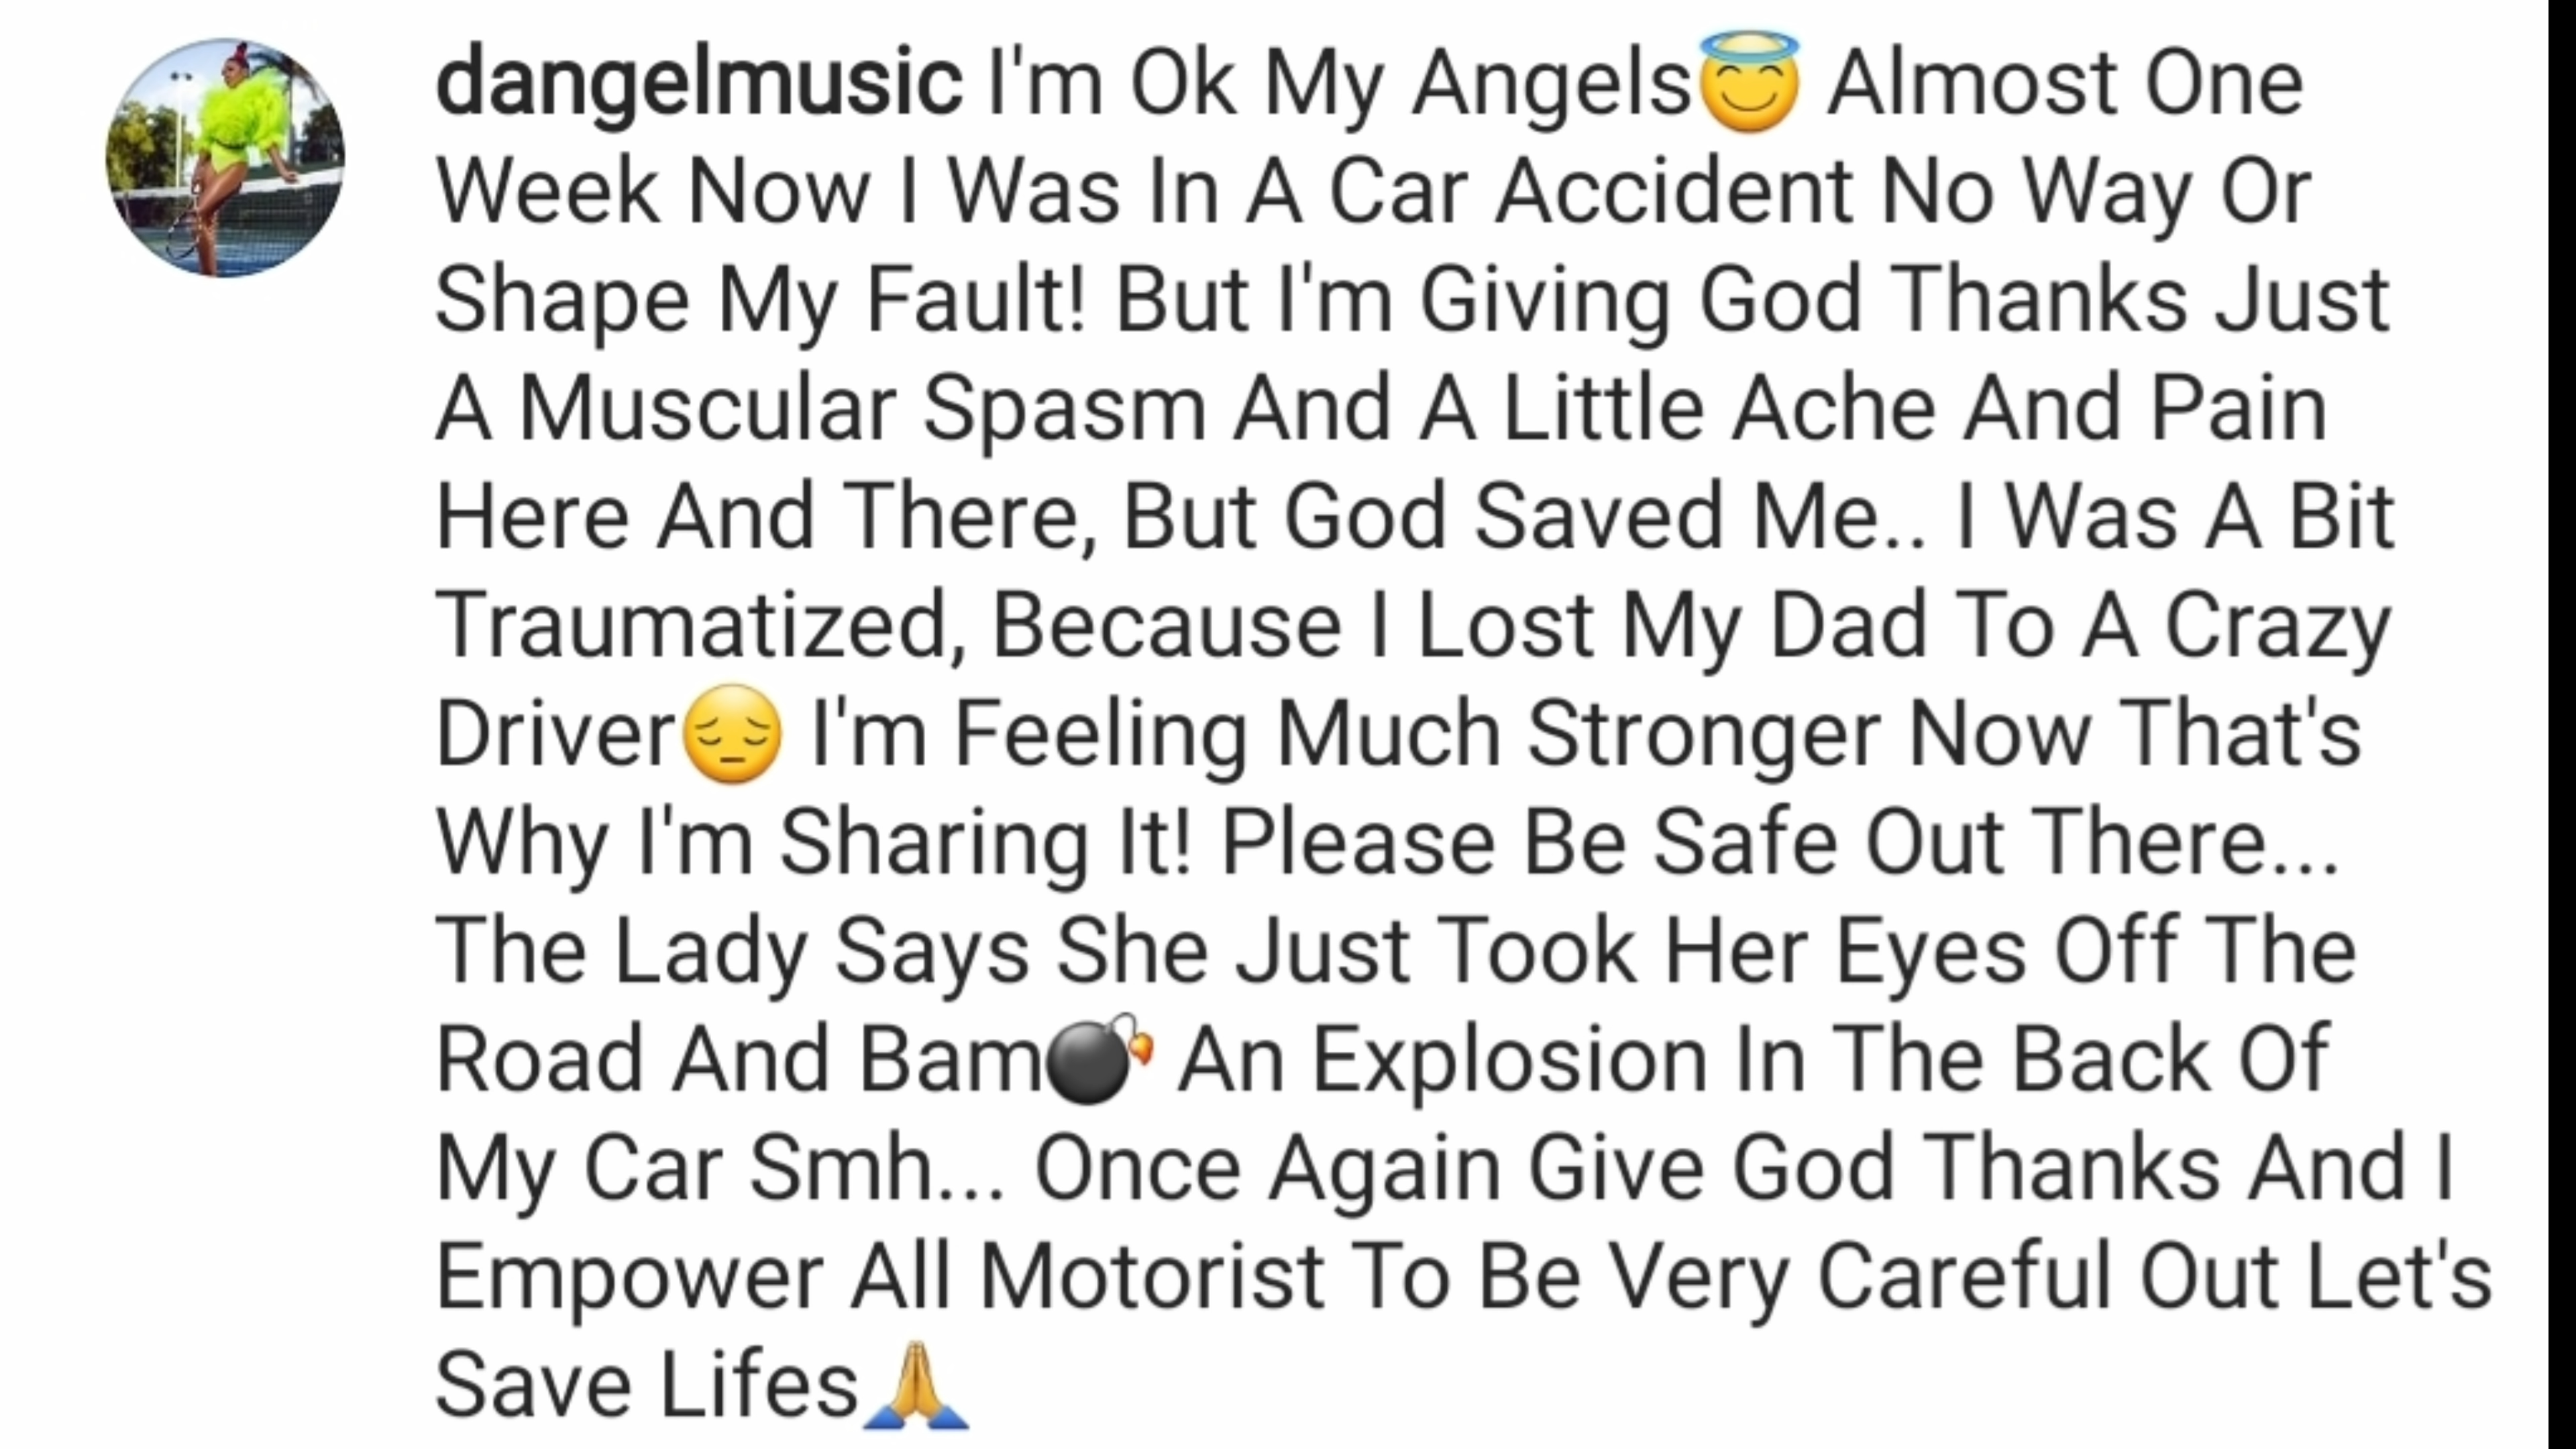 dangelmusic I'm Ok My Angels😇 Almost One
Week Now I Was In A Car Accident No Way Or
Shape My Fault! But I'm Giving God Thanks Just
A Muscular Spasm And A Little Ache And Pain
Here And There, But God Saved Me.. I Was A Bit
Traumatized, Because I Lost My Dad To A Crazy
Driver😔 I'm Feeling Much Stronger Now That's
Why I'm Sharing It! Please Be Safe Out There...
The Lady Says She Just Took Her Eyes Off The
Road And Bam💣 An Explosion In The Back Of
My Car Smh... Once Again Give God Thanks And I
Empower All Motorist To Be Very Careful Out Let's
Save Lifes🙏